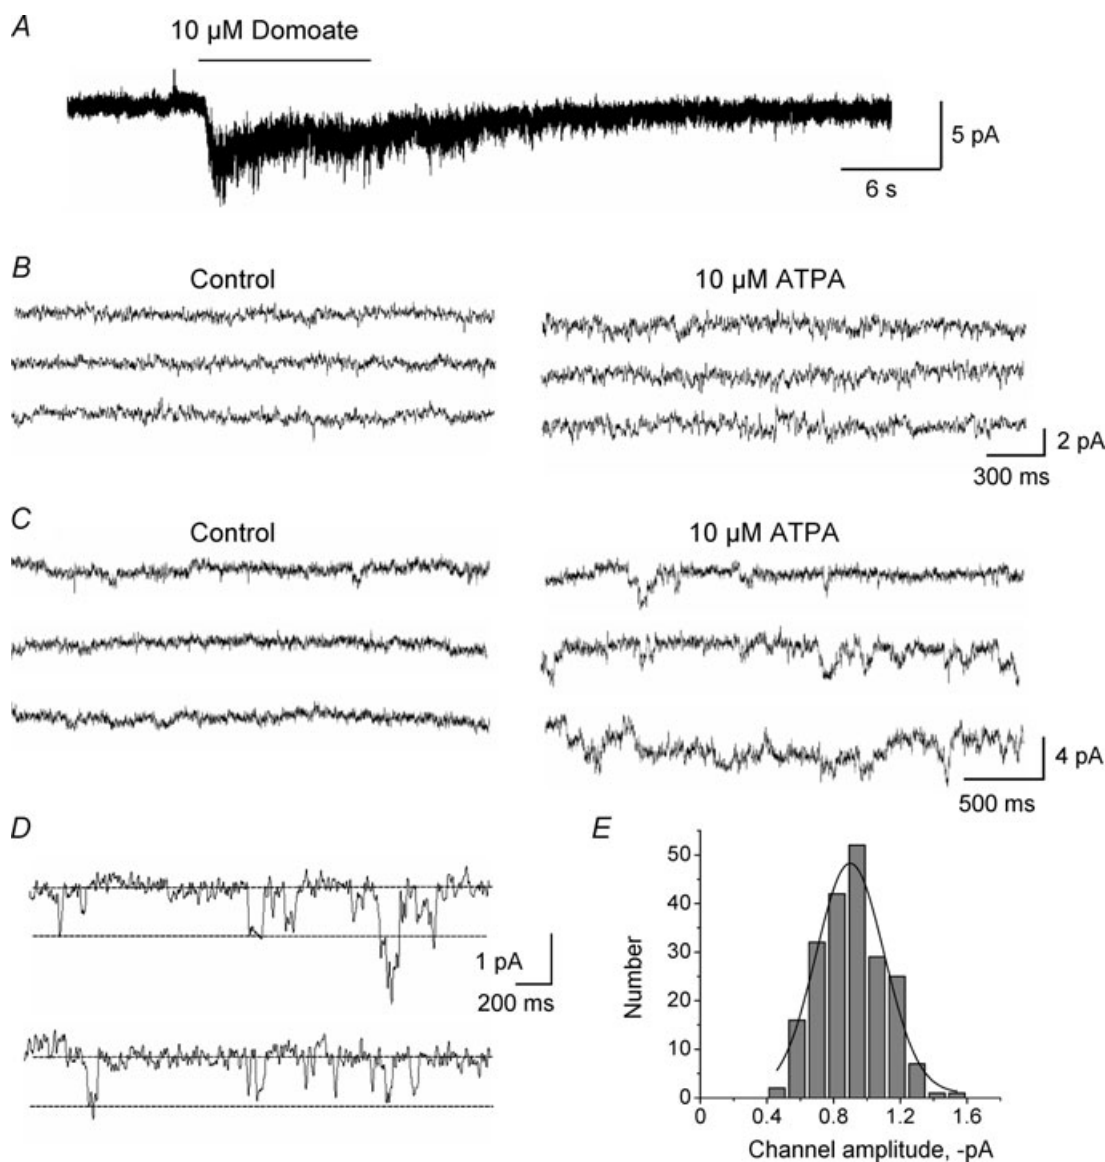 A
10 µM Domoate
5 pA
6 s
B
Control
10 µM ATPA
2 pA
300 ms
C
Control
10 µM ATPA
4 pA
500 ms
D
1 pA
200 ms
E
50
40
30
20
10
0
Number
0
0.4
0.8
1.2
1.6
Channel amplitude, -pA